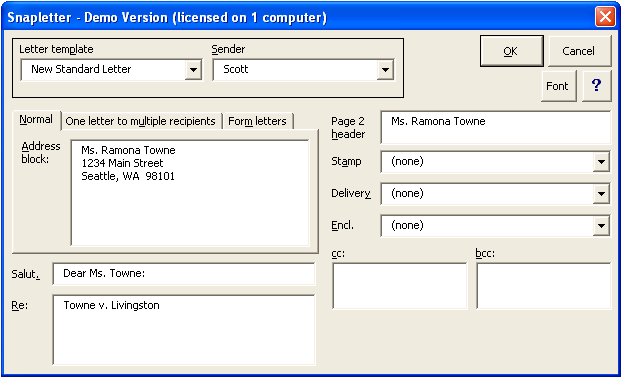 Snapletter - Demo Version (licensed on 1 computer)
Letter template
New Standard Letter
Sender
Scott
OK
Cancel
Font
?
Normal
One letter to multiple recipients
Form letters
Address
block:
Ms. Ramona Towne
1234 Main Street
Seattle, WA  98101
Salut.
Dear Ms. Towne:
Re:
Towne v. Livingston
Page 2
header
Ms. Ramona Towne
Stamp
(none)
Delivery
(none)
Encl.
(none)
cc:
bcc: